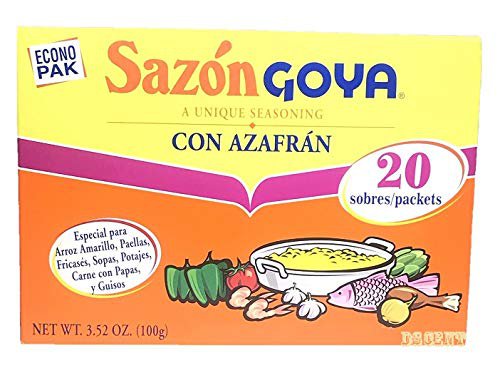 ECONO
PAK
Sazón GOYA®
A UNIQUE SEASONING
CON AZAFRÁN
20
sobres/packets
Especial para
Arroz Amarillo, Paellas,
Fricasés, Sopas, Potajes,
Carne con Papas,
y Guisos
NET WT. 3.52 OZ. (100g)
DSCENT